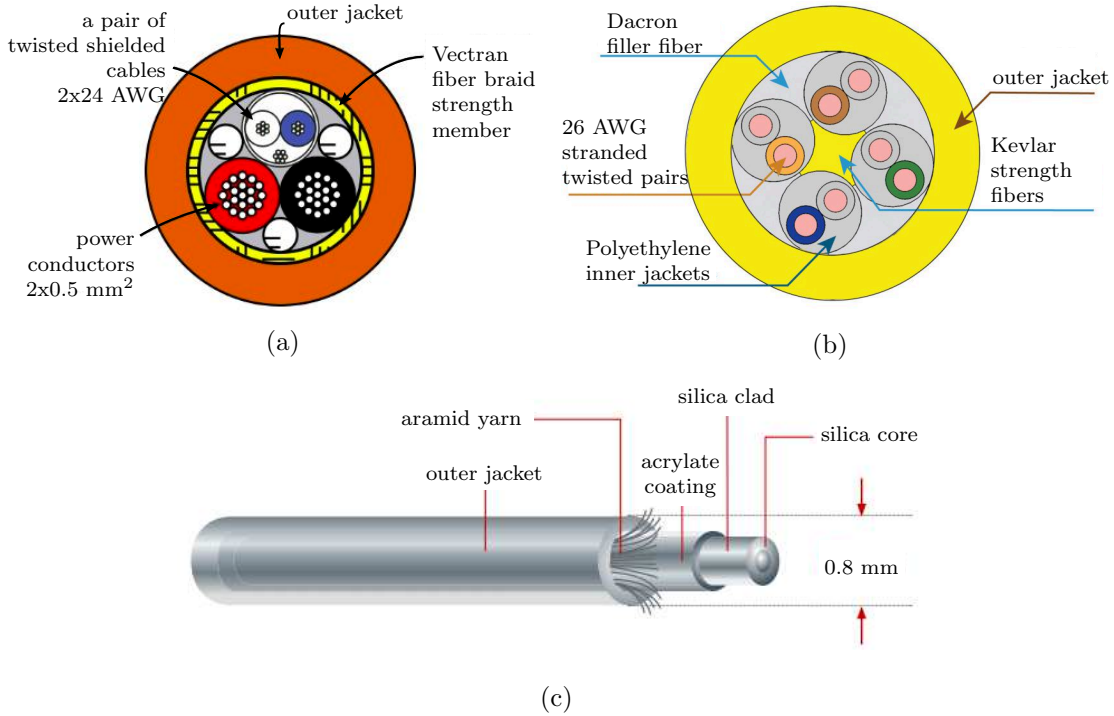 a pair of
twisted shielded
cables
2x24 AWG
outer jacket
Vectran
fiber braid
strength
member
power
conductors
2x0.5 mm²
(a)
Dacron
filler fiber
outer jacket
26 AWG
stranded
twisted pairs
Kevlar
strength
fibers
Polyethylene
inner jackets
(b)
silica clad
aramid yarn
silica core
outer jacket
acrylate
coating
0.8 mm
(c)